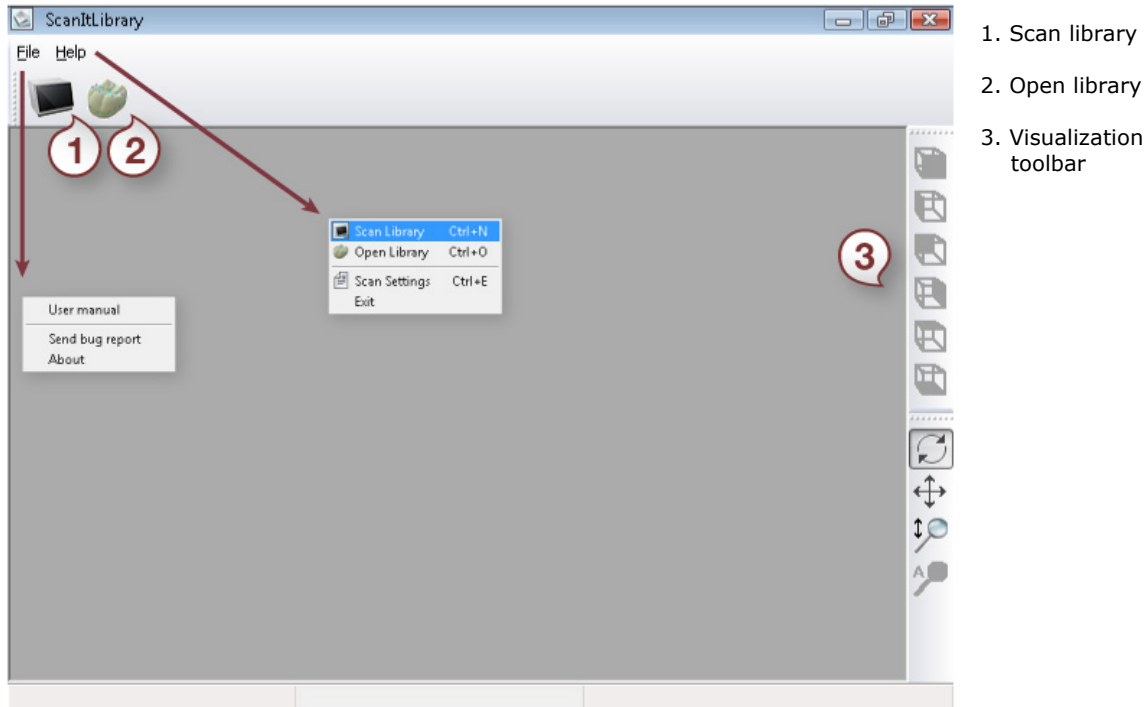 ScanItLibrary
File Help
1
2
Scan Library Ctrl+N
Open Library Ctrl+O
Scan Settings Ctrl+E
Exit
User manual
Send bug report
About
3
A
1. Scan library
2. Open library
3. Visualization
toolbar